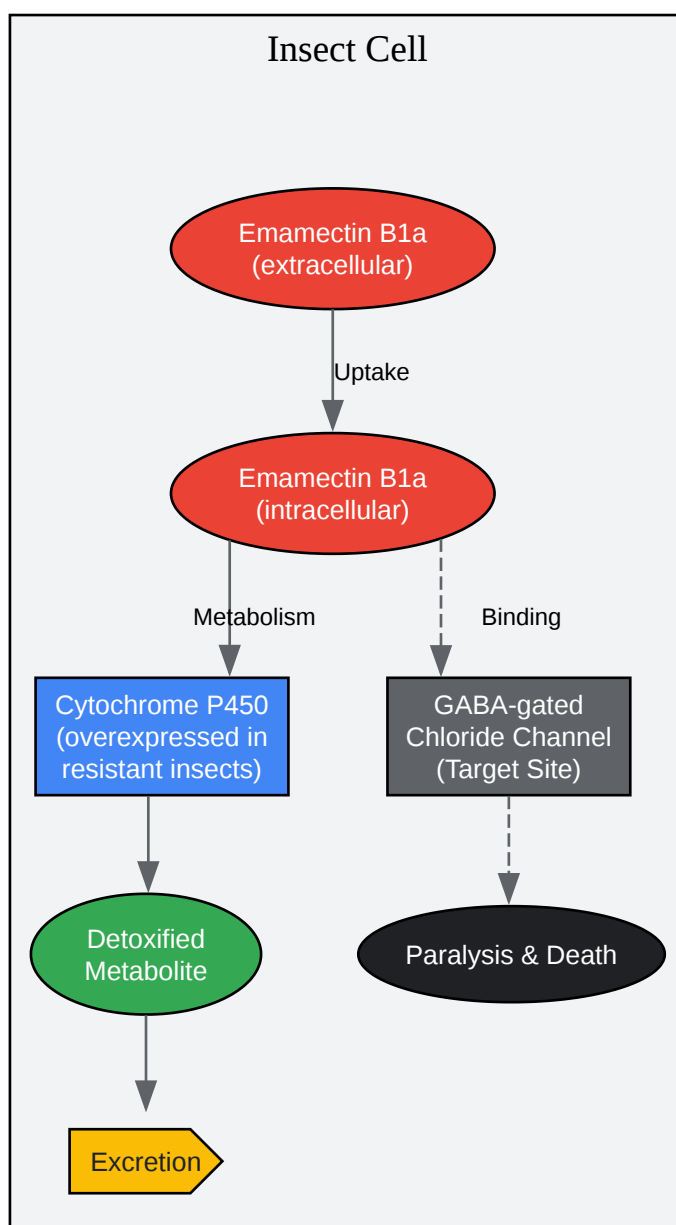 Insect Cell
Emamectin B1a
(extracellular)
Uptake
Emamectin B1a
(intracellular)
Metabolism
Binding
Cytochrome P450
(overexpressed in
resistant insects)
GABA-gated
Chloride Channel
(Target Site)
Detoxified
Metabolite
Paralysis & Death
Excretion